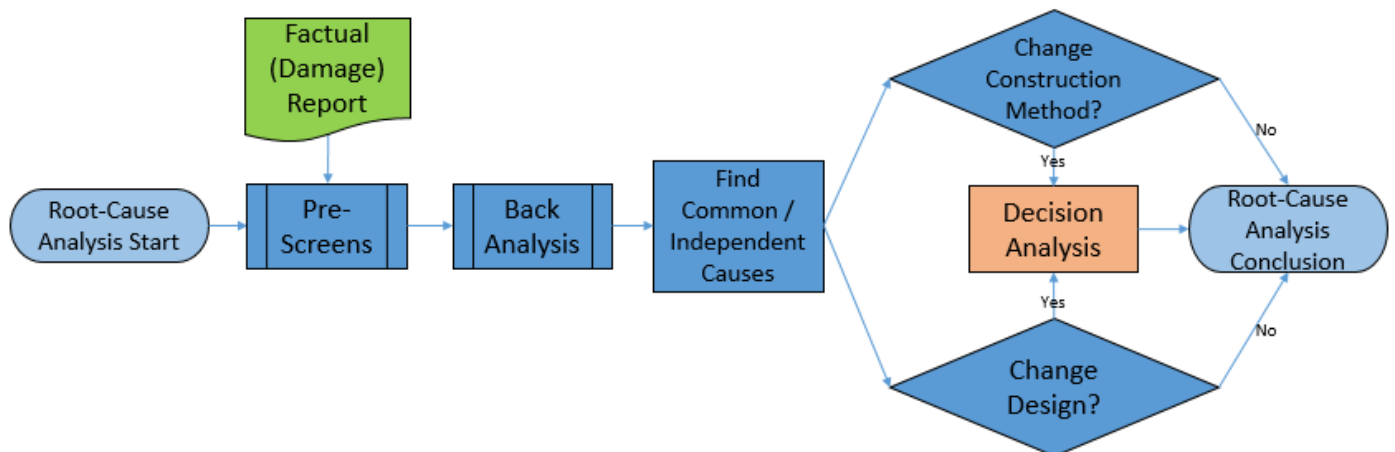 Factual
(Damage)
Report
Change
Construction
Method?
No
Yes
Root-Cause
Analysis Start
Pre-
Screens
Back
Analysis
Find
Common /
Independent
Causes
Decision
Analysis
Root-Cause
Analysis
Conclusion
Yes
No
Change
Design?